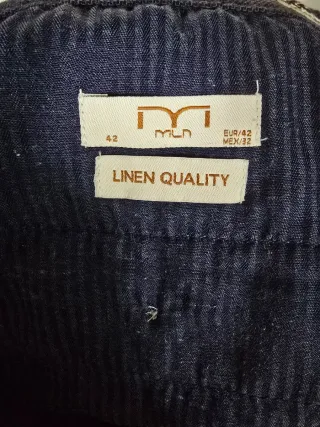 mln
42
EUR/42
MEX/32
LINEN QUALITY